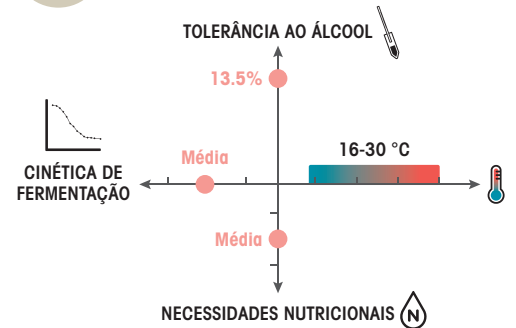 TOLERÂNCIA AO ÁLCOOL
13.5%
16-30 °C
Média
CINÉTICA DE
FERMENTAÇÃO
Média
NECESSIDADES NUTRICIONAIS
N